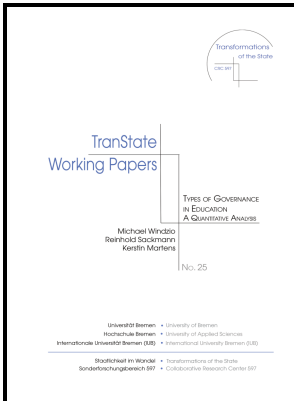 Transformations
of the State
CRC 597
TranState
Working Papers
TYPES OF GOVERNANCE
IN EDUCATION
A QUANTITATIVE ANALYSIS
Michael Windzio
Reinhold Sackmann
Kerstin Martens
No. 25
Universität Bremen • University of Bremen
Hochschule Bremen • University of Applied Sciences
Internationale Universität Bremen (IUB) • International University Bremen (IUB)
Staatlichkeit im Wandel • Transformations of the State
Sonderforschungsbereich 597 • Collaborative Research Center 597